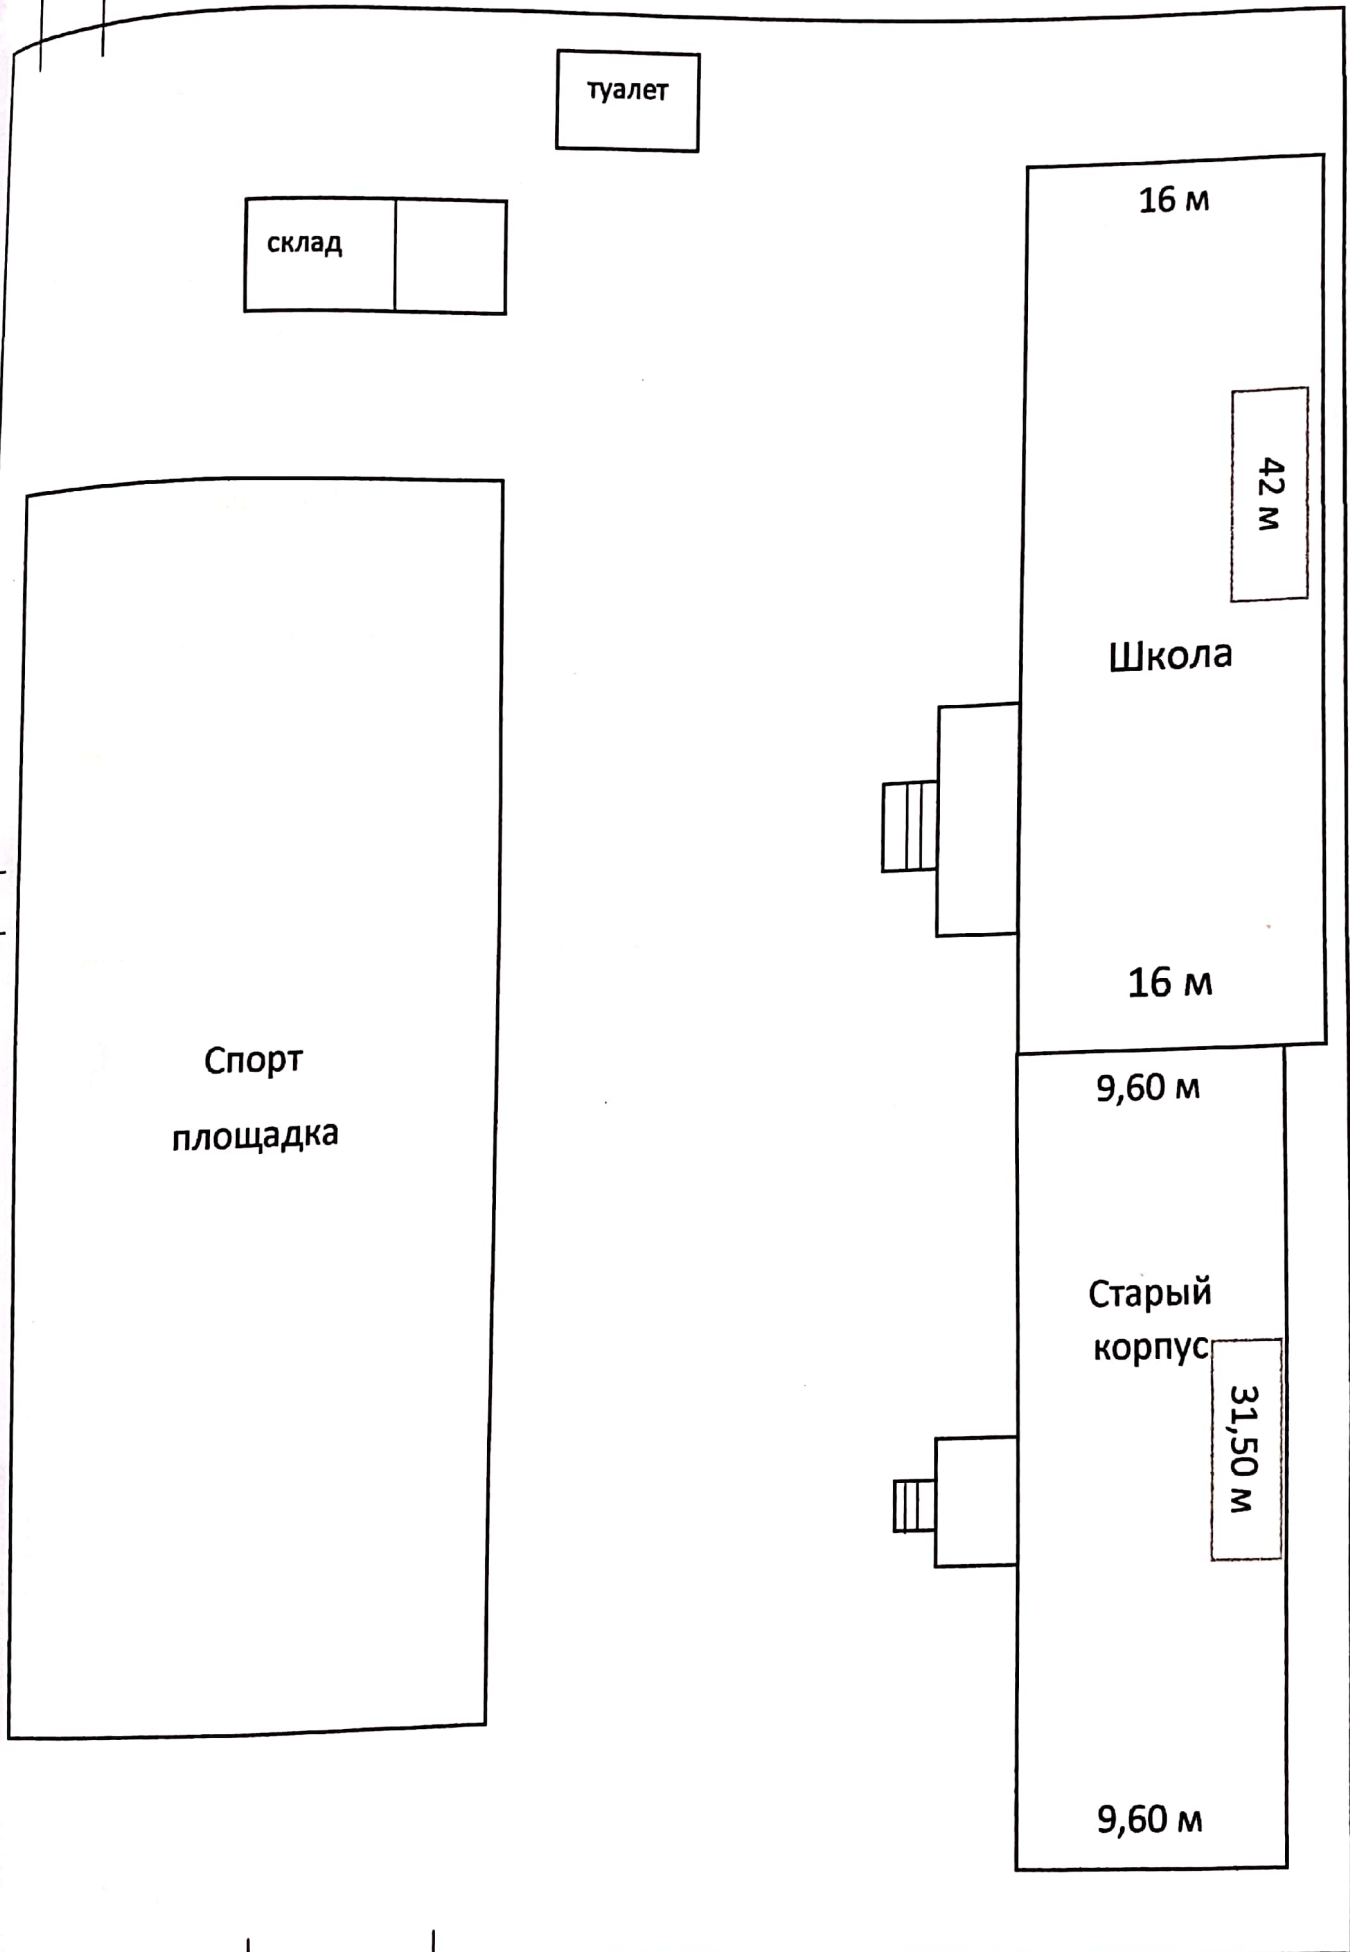 туалет
16 м
склад
42 м
Школа
16 м
Спорт
площадка
9,60 м
Старый
корпус
31,50 м
9,60 м